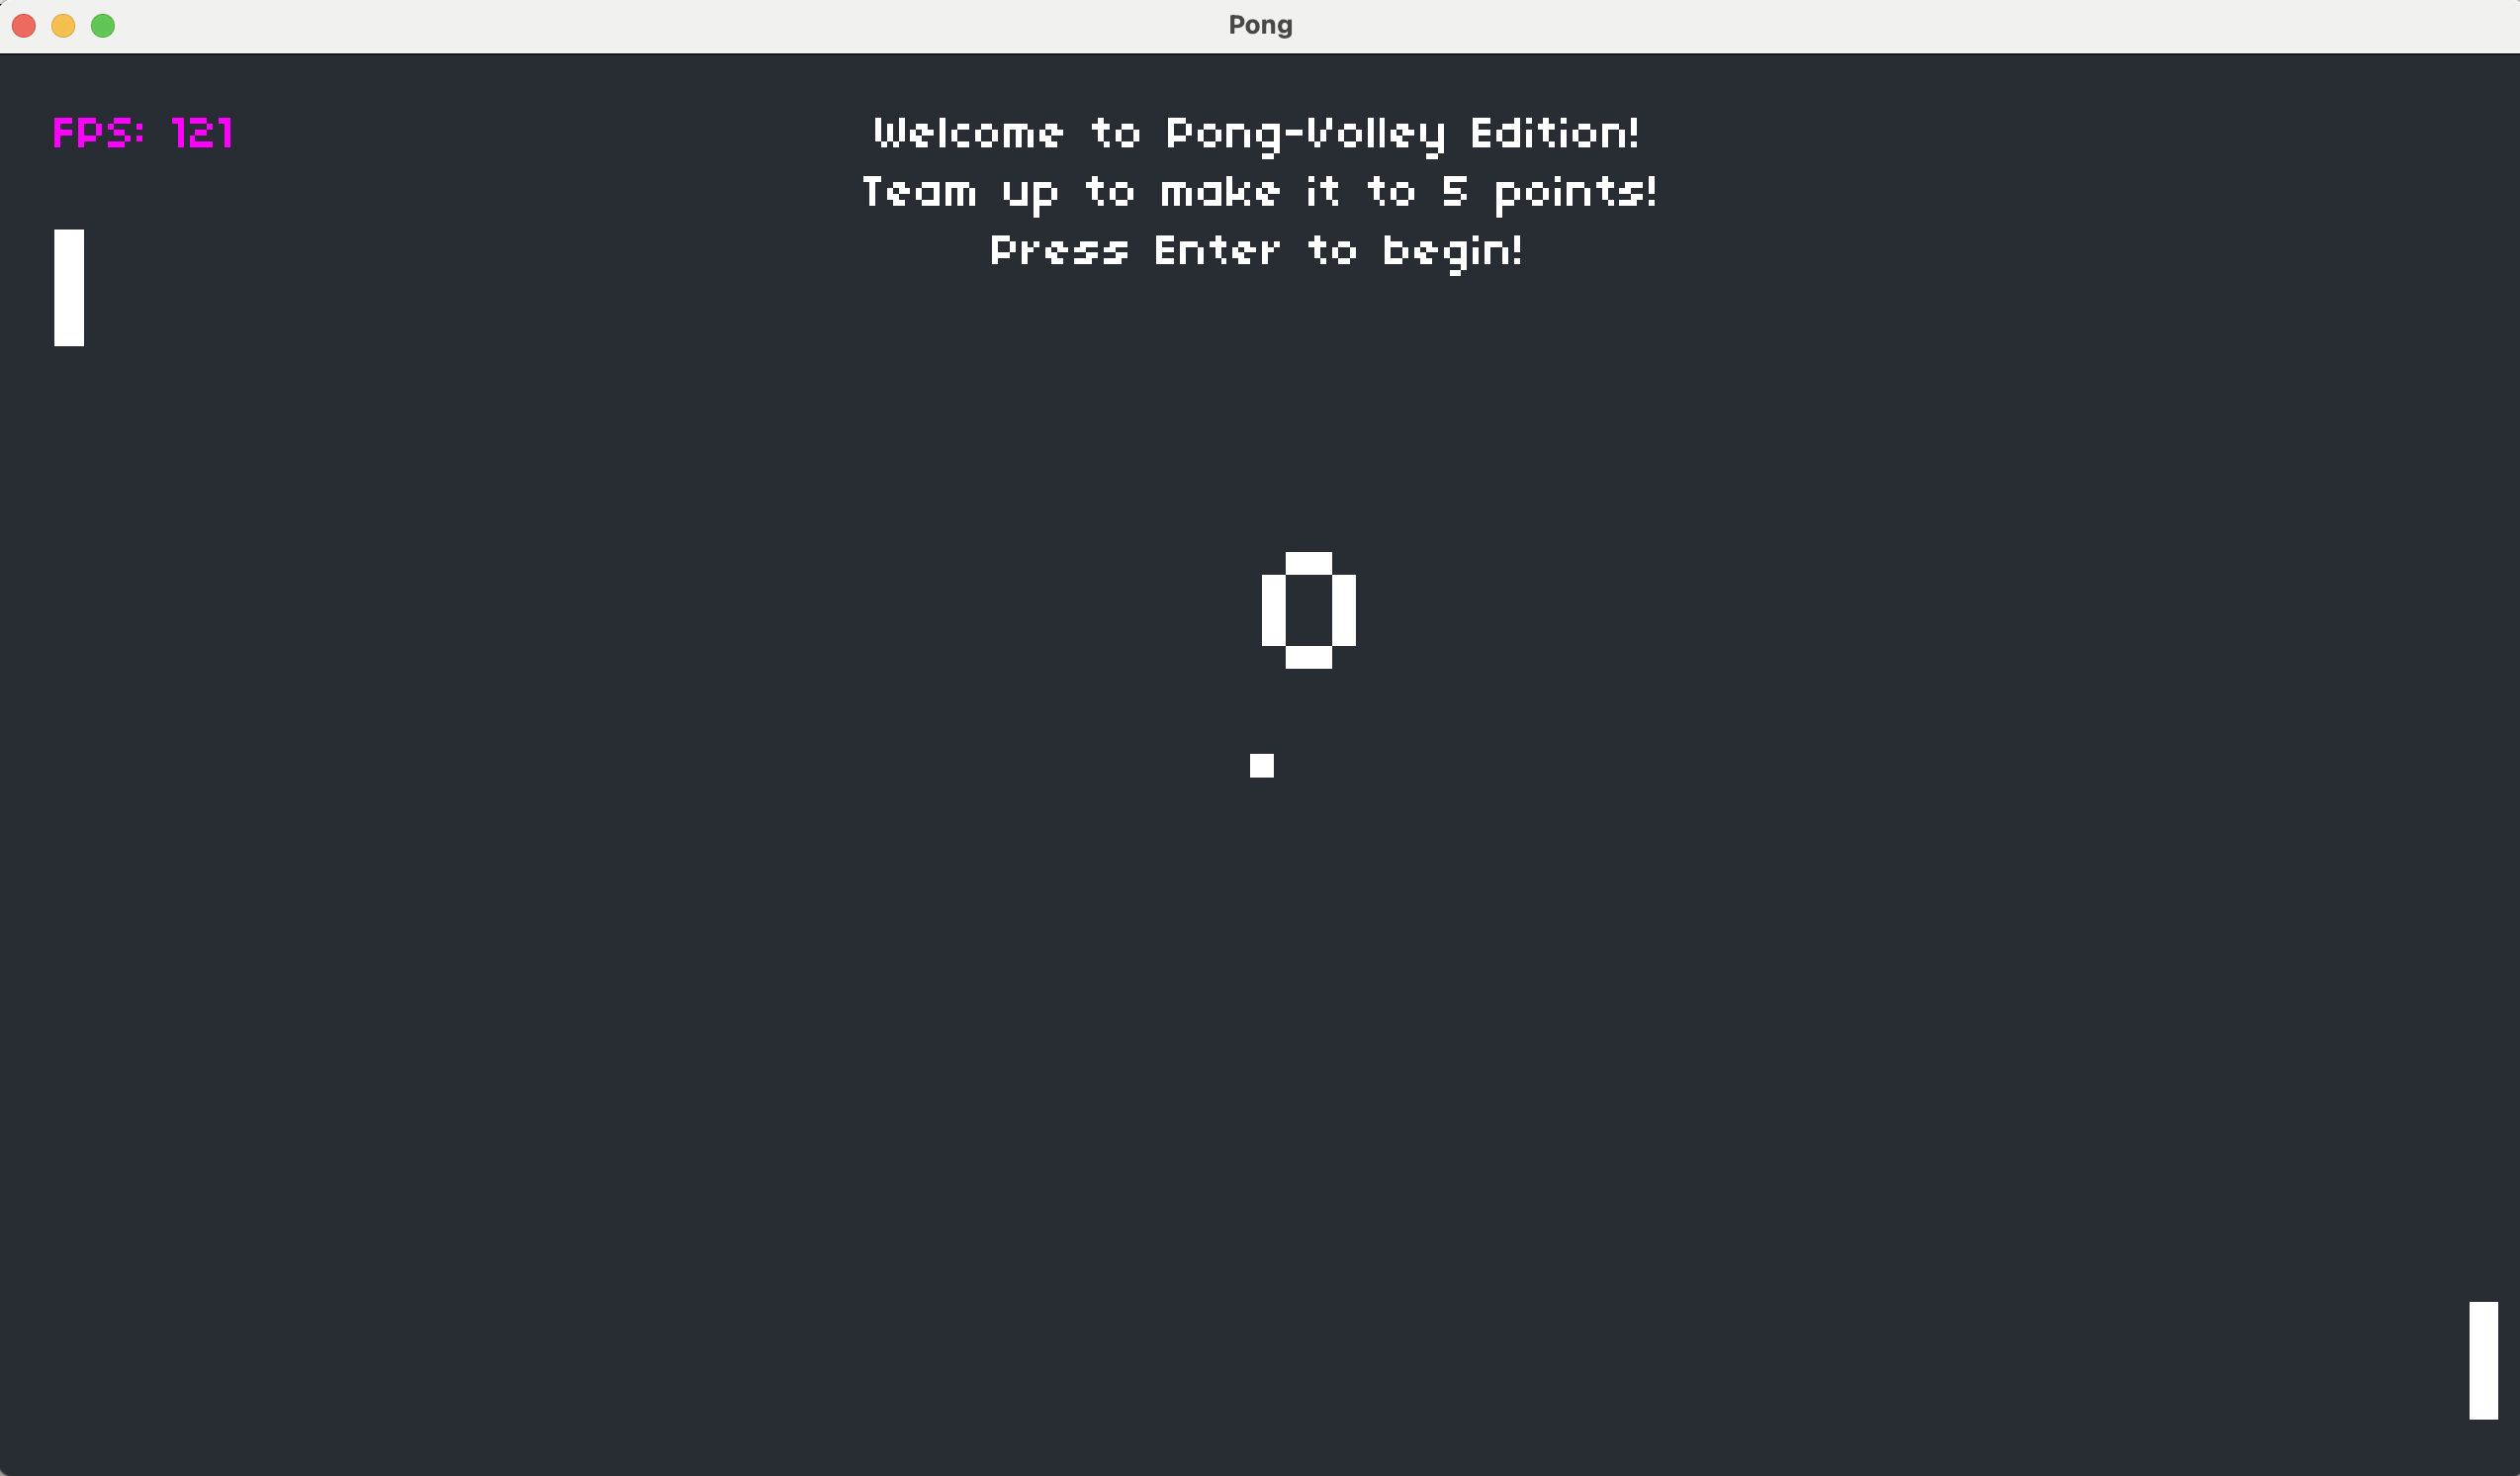 Pong
FPS: 121
Welcome to Pong-Volley Edition!
Team up to make it to 5 points!
Press Enter to begin!
0